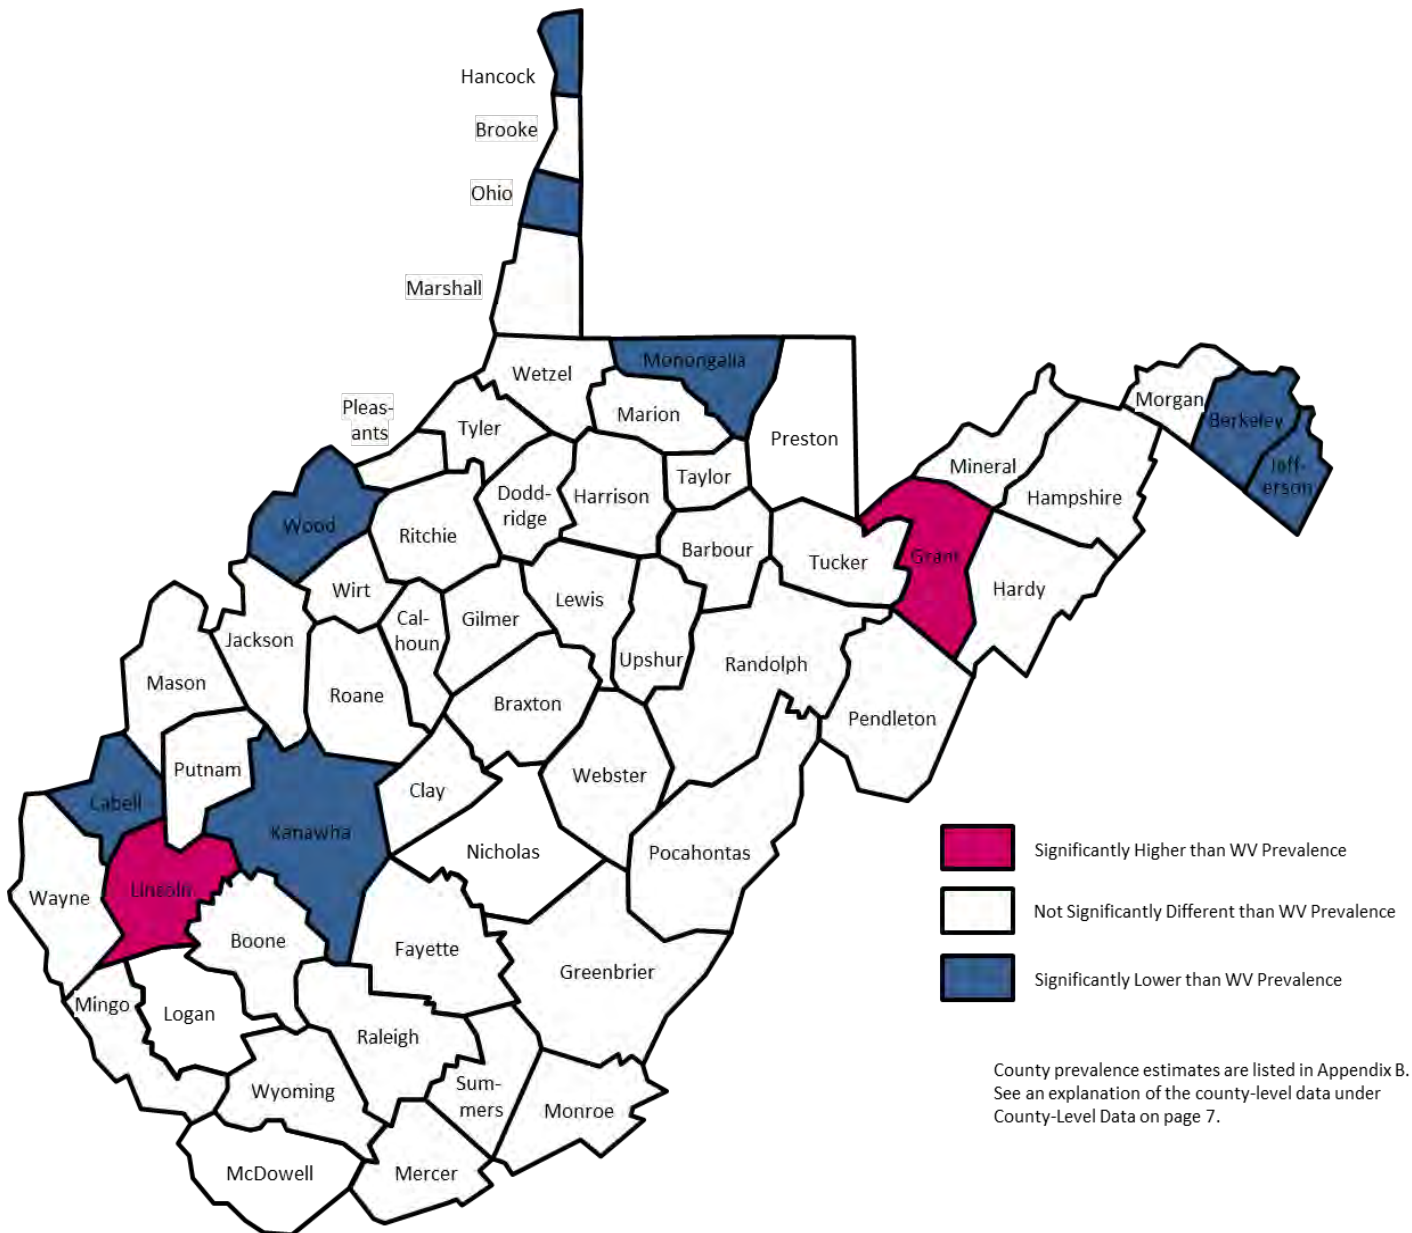 Hancock
Brooke
Ohio
Marshall
Wetzel
Monongalia
Marion
Preston
Pleas-
ants
Tyler
Morgan
Berkeley
Jeff-
erson
Mineral
Hampshire
Wood
Ritchie
Dodd-
ridge
Harrison
Taylor
Barbour
Tucker
Grant
Hardy
Wirt
Cal-
houn
Gilmer
Lewis
Upshur
Randolph
Jackson
Mason
Roane
Braxton
Pendleton
Putnam
Cabell
Kanawha
Clay
Webster
Nicholas
Pocahontas
Wayne
Lincoln
Boone
Fayette
Greenbrier
Mingo
Logan
Raleigh
Wyoming
Sum-
mers
Monroe
McDowell
Mercer
Significantly Higher than WV Prevalence
Not Significantly Different than WV Prevalence
Significantly Lower than WV Prevalence
County prevalence estimates are listed in Appendix B.
See an explanation of the county-level data under
County-Level Data on page 7.